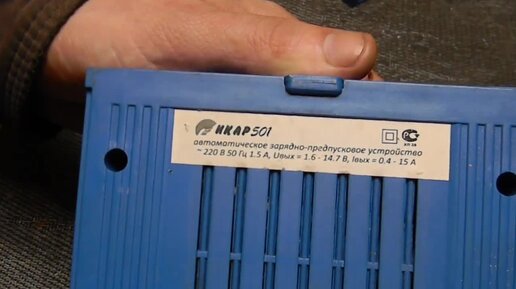 ИКАР 501
автоматическое зарядно-предпусковое устройство
~ 220 В 50 Гц 1.5 А, Uвых = 1.6 - 14.7 В, Iвых = 0.4 - 15 А